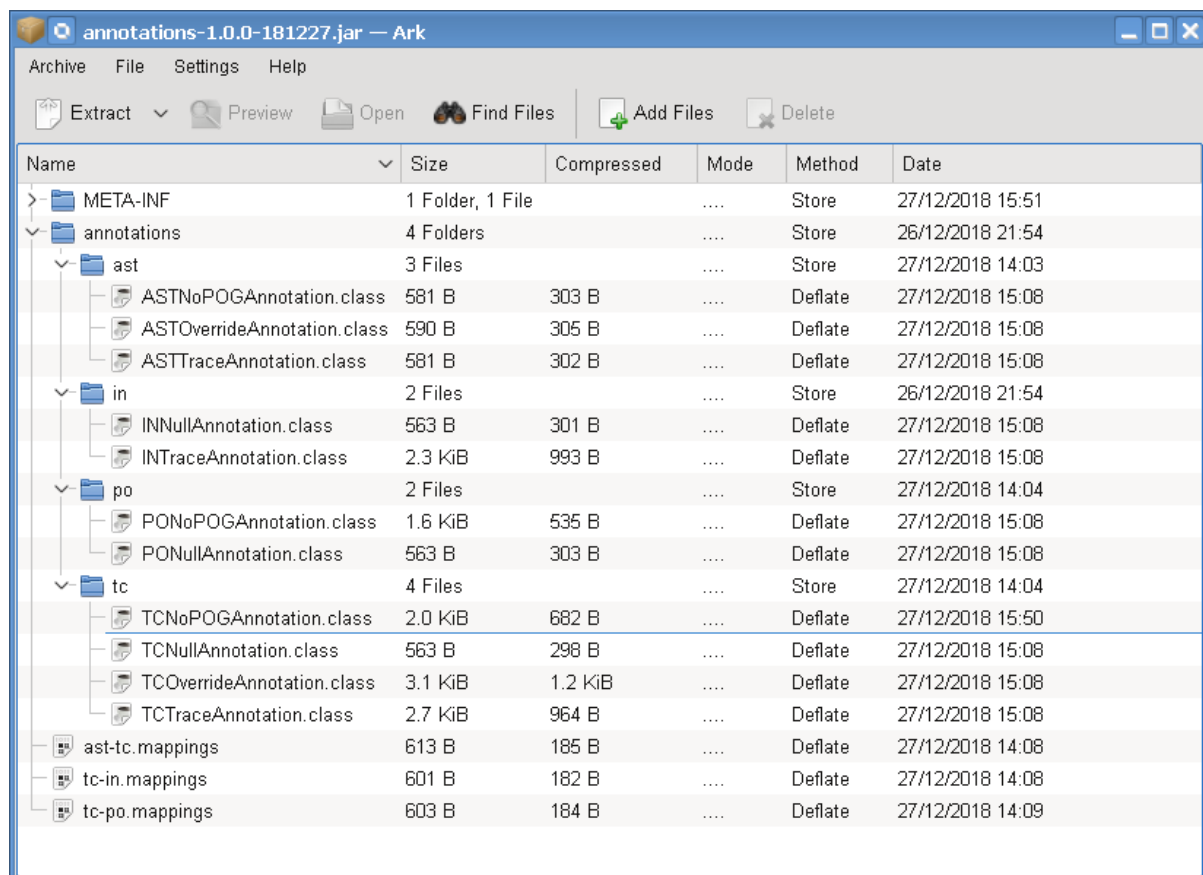 annotations-1.0.0-181227.jar — Ark
Archive File Settings Help
Extract Preview Open Find Files Add Files Delete
Name Size Compressed Mode Method Date
META-INF 1 Folder, 1 File .... Store 27/12/2018 15:51
annotations 4 Folders .... Store 26/12/2018 21:54
ast 3 Files .... Store 27/12/2018 14:03
ASTNoPOGAnnotation.class 581 B 303 B .... Deflate 27/12/2018 15:08
ASTOverrideAnnotation.class 590 B 305 B .... Deflate 27/12/2018 15:08
ASTTraceAnnotation.class 581 B 302 B .... Deflate 27/12/2018 15:08
in 2 Files .... Store 26/12/2018 21:54
INNullAnnotation.class 563 B 301 B .... Deflate 27/12/2018 15:08
INTraceAnnotation.class 2.3 KiB 993 B .... Deflate 27/12/2018 15:08
po 2 Files .... Store 27/12/2018 14:04
PONoPOGAnnotation.class 1.6 KiB 535 B .... Deflate 27/12/2018 15:08
PONullAnnotation.class 563 B 303 B .... Deflate 27/12/2018 15:08
tc 4 Files .... Store 27/12/2018 14:04
TCNoPOGAnnotation.class 2.0 KiB 682 B .... Deflate 27/12/2018 15:50
TCNullAnnotation.class 563 B 298 B .... Deflate 27/12/2018 15:08
TCOverrideAnnotation.class 3.1 KiB 1.2 KiB .... Deflate 27/12/2018 15:08
TCTraceAnnotation.class 2.7 KiB 964 B .... Deflate 27/12/2018 15:08
ast-tc.mappings 613 B 185 B .... Deflate 27/12/2018 14:08
tc-in.mappings 601 B 182 B .... Deflate 27/12/2018 14:08
tc-po.mappings 603 B 184 B .... Deflate 27/12/2018 14:09